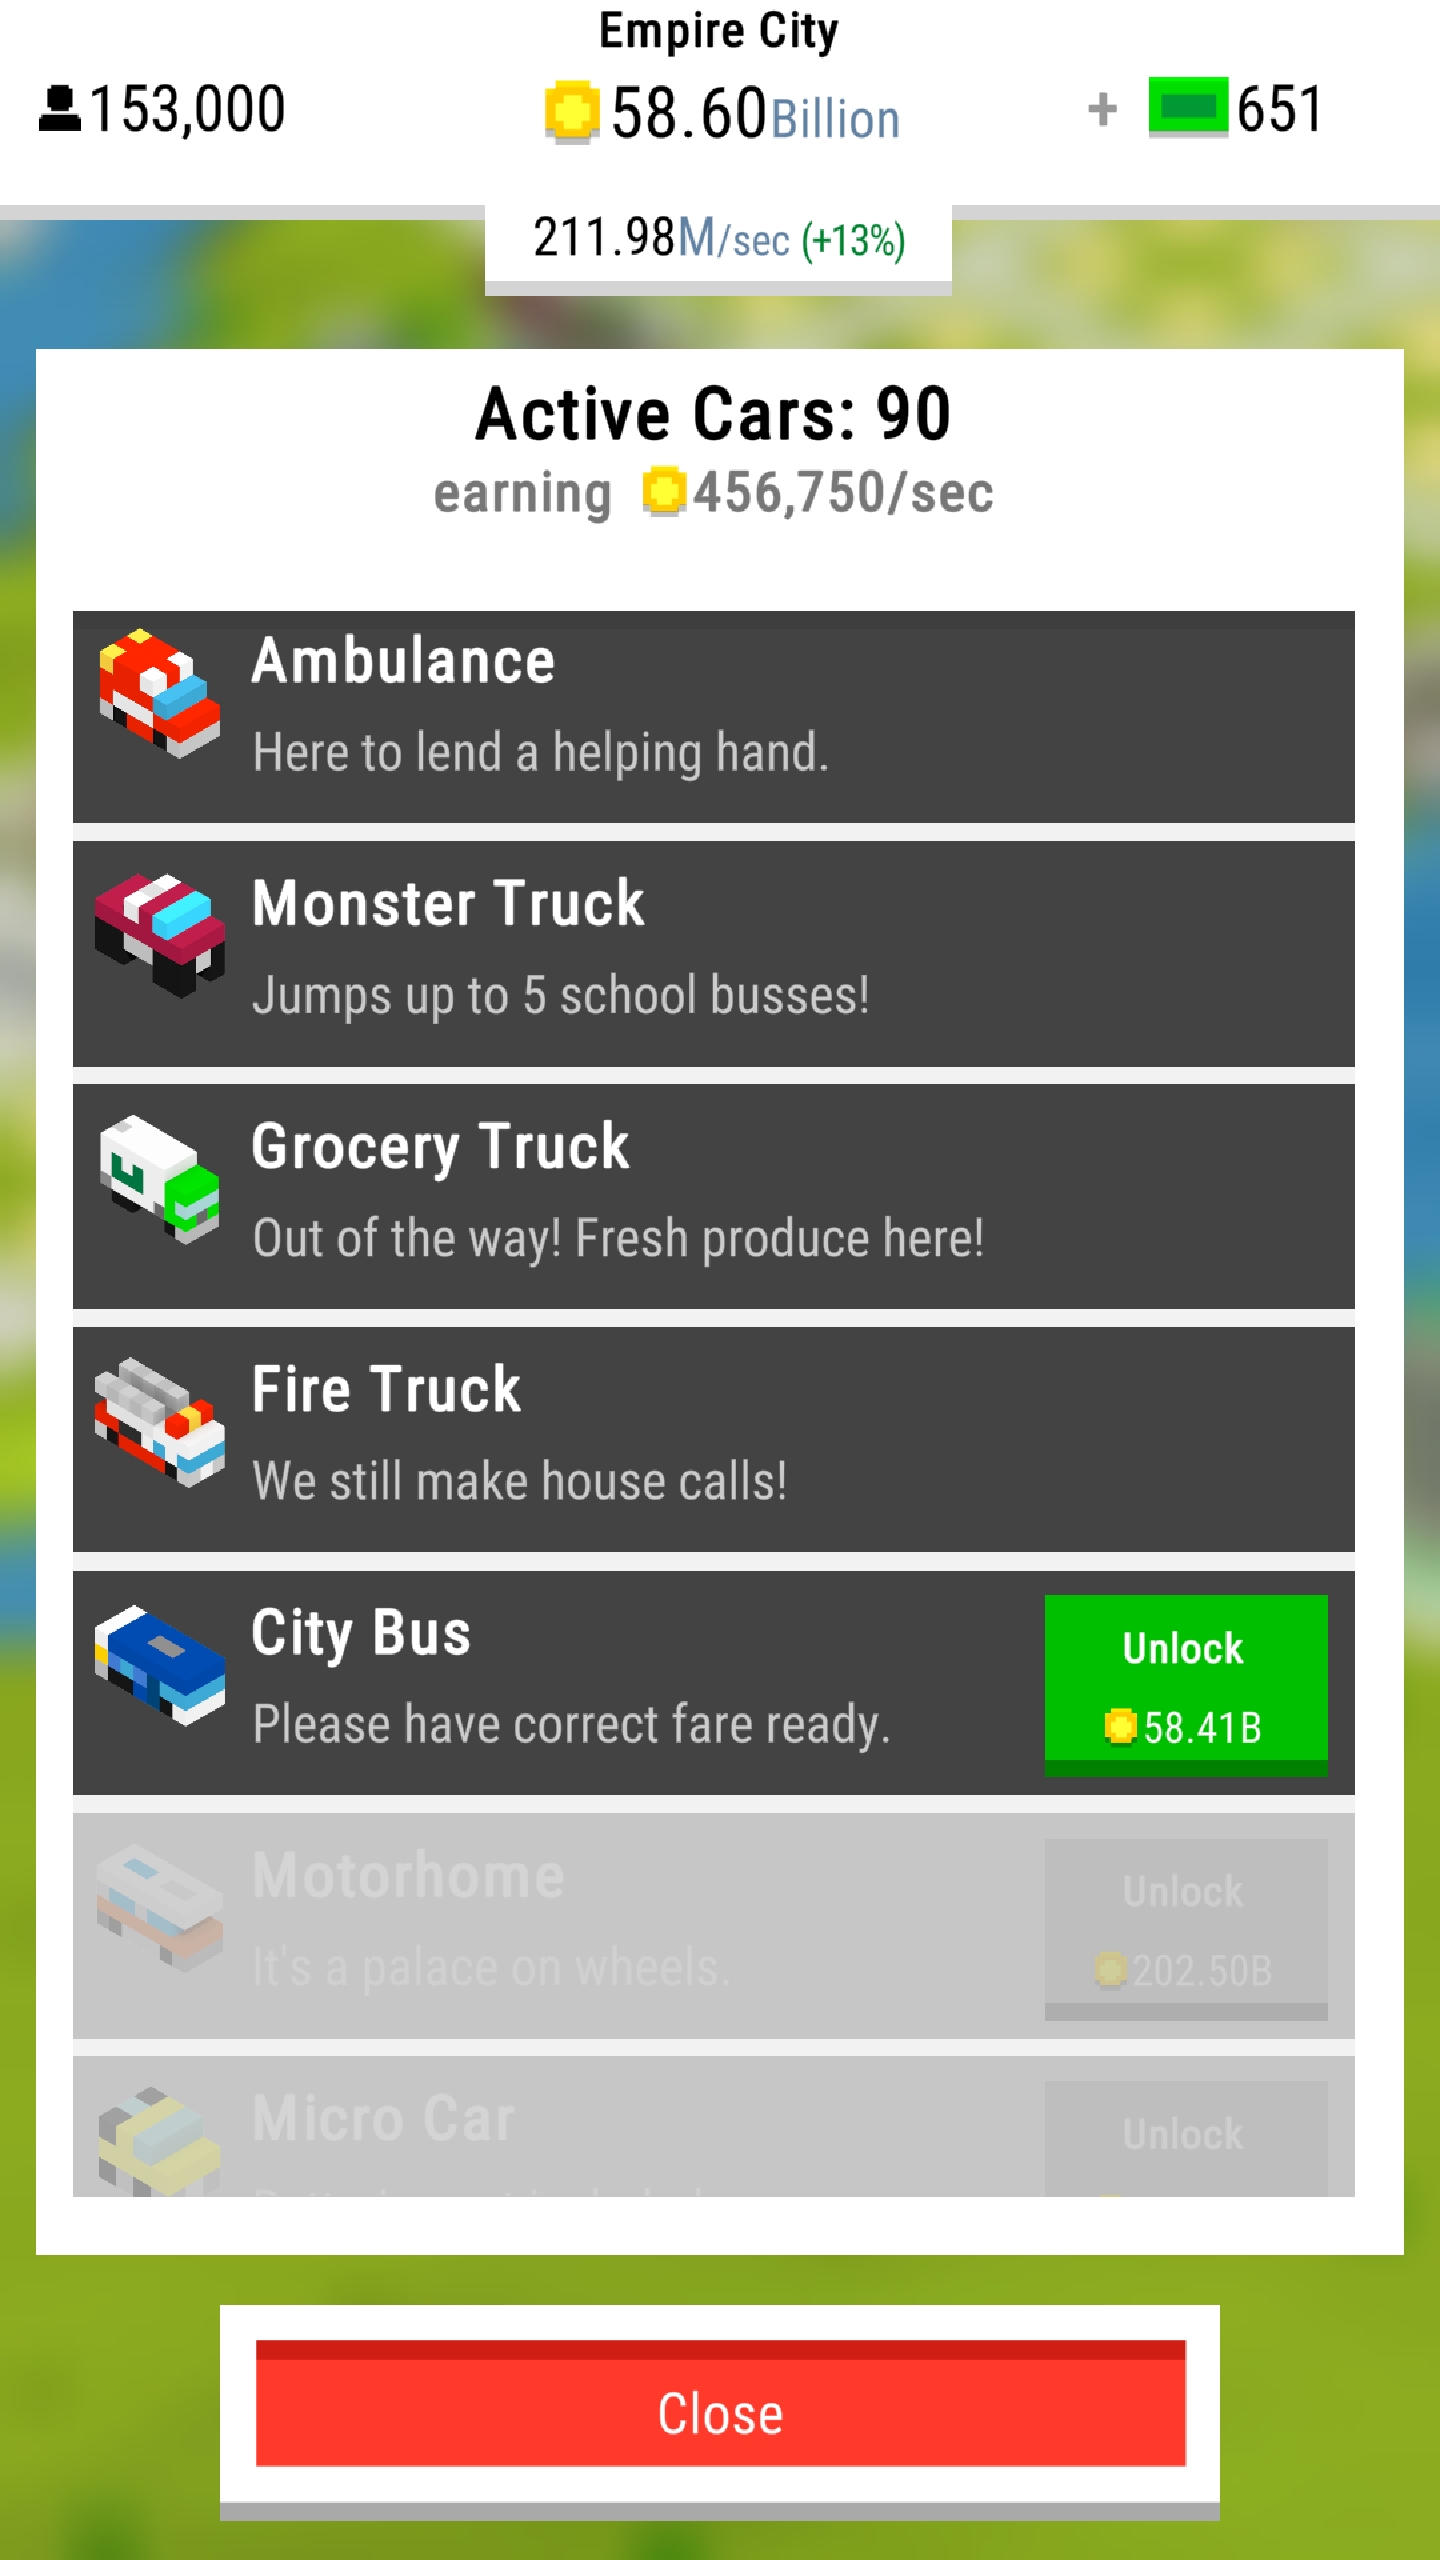 Empire City
153,000
58.60Billion
+ 651
211.98M/sec (+13%)
Active Cars: 90
earning 456,750/sec
Ambulance
Here to lend a helping hand.
Monster Truck
Jumps up to 5 school busses!
Grocery Truck
Out of the way! Fresh produce here!
Fire Truck
We still make house calls!
City Bus
Please have correct fare ready.
Unlock
58.41B
Motorhome
It's a palace on wheels.
Unlock
202.50B
Micro Car
Unlock
Close